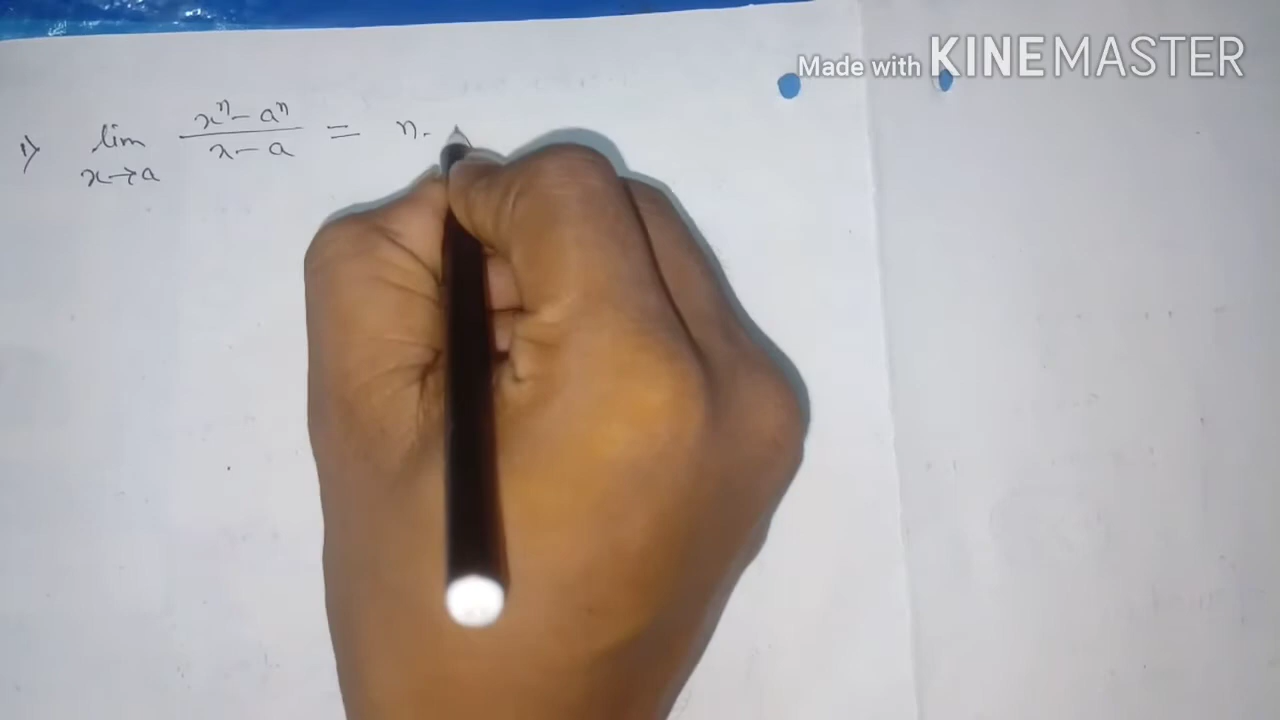 Made with KINEMASTER
1) lim x→a (xⁿ - aⁿ)/(x - a) = n.